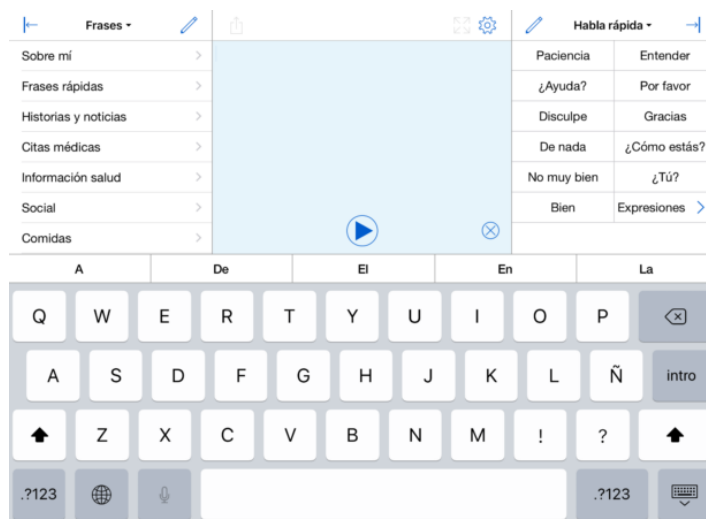 Frases
Habla rápida
Sobre mí
Frases rápidas
Historias y noticias
Citas médicas
Información salud
Social
Comidas
Paciencia Entender
¿Ayuda? Por favor
Disculpe Gracias
De nada ¿Cómo estás?
No muy bien ¿Tú?
Bien Expresiones
A De El En La
Q W E R T Y U I O P
A S D F G H J K L Ñ intro
Z X C V B N M ! ?
.?123 .?123